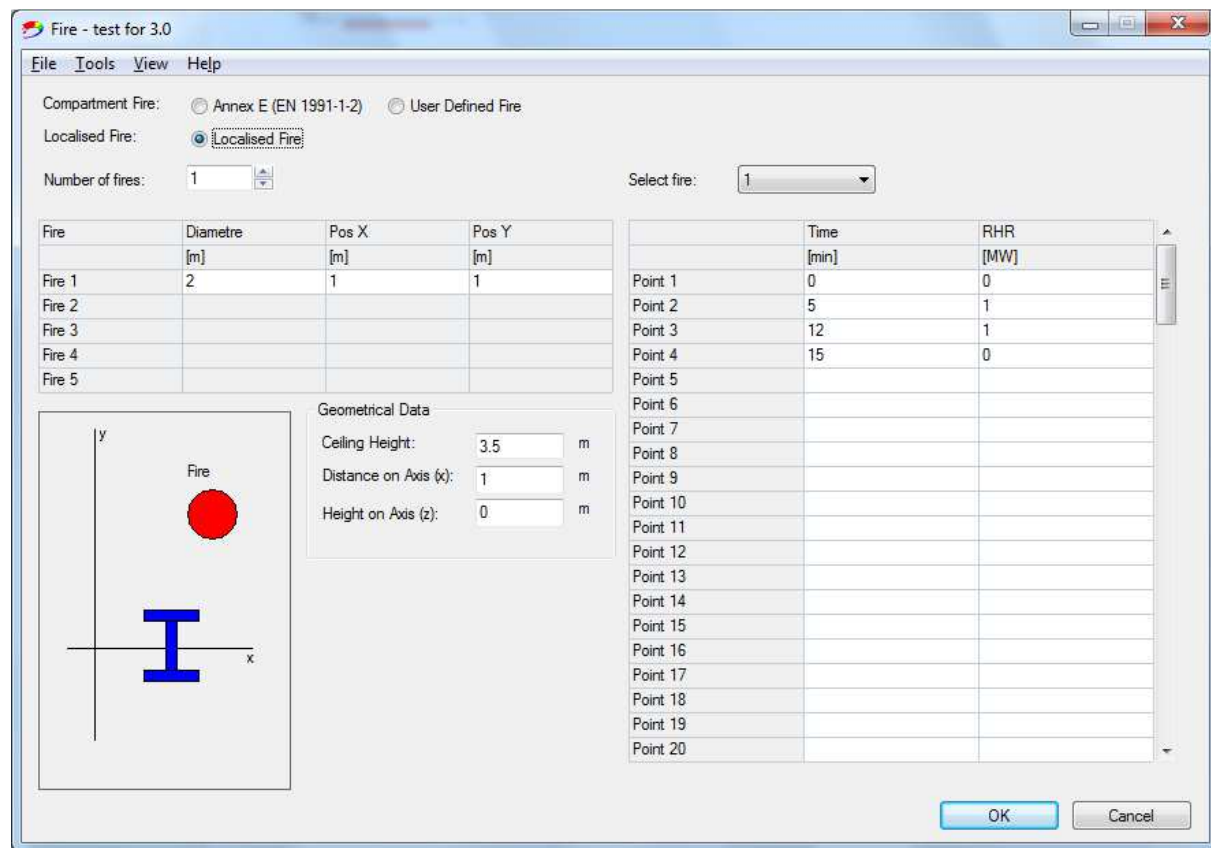 Fire - test for 3.0
File Tools View Help
Compartment Fire: Annex E (EN 1991-1-2) User Defined Fire
Localised Fire: Localised Fire
Number of fires: 1 Select fire: 1
Fire Diametre Pos X Pos Y
[m] [m] [m]
Fire 1 2 1 1
Fire 2
Fire 3
Fire 4
Fire 5
y
Fire
x
Geometrical Data
Ceiling Height: 3.5 m
Distance on Axis (x): 1 m
Height on Axis (z): 0 m
Time RHR
[min] [MW]
Point 1 0 0
Point 2 5 1
Point 3 12 1
Point 4 15 0
Point 5
Point 6
Point 7
Point 8
Point 9
Point 10
Point 11
Point 12
Point 13
Point 14
Point 15
Point 16
Point 17
Point 18
Point 19
Point 20
OK Cancel